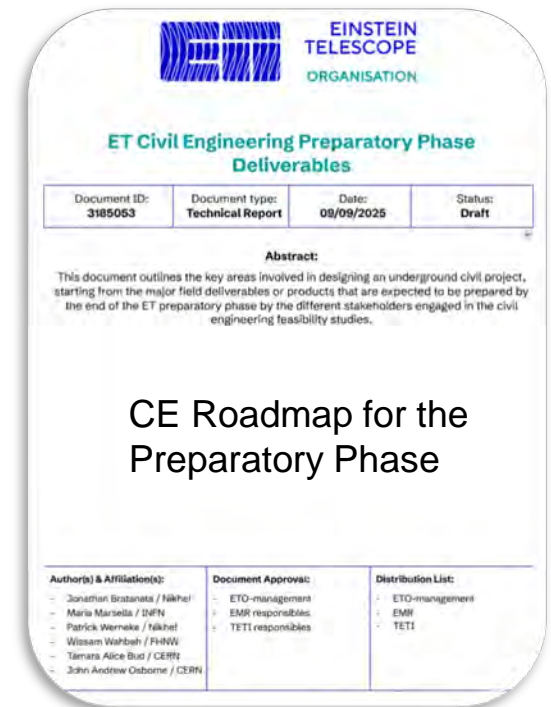 EINSTEIN
TELESCOPE
ORGANISATION
ET Civil Engineering Preparatory Phase
Deliverables
Document ID:
3185053
Document type:
Technical Report
Date:
09/09/2025
Status:
Draft
Abstract:
This document outlines the key areas involved in designing an underground civil project,
starting from the major field deliverables or products that are expected to be prepared by
the end of the ET preparatory phase by the different stakeholders engaged in the civil
engineering feasibility studies.
CE Roadmap for the
Preparatory Phase
Author(s) & Affiliation(s):
- Jonathan Bratanata / Nikhef
- Maria Marsella / INFN
- Patrick Werneke / Nikhef
- Wissam Wahbeh / FHNW
- Tamara Alice Bud / CERN
- John Andrew Osborne / CERN
Document Approval:
- ETO-management
- EMR responsibles
- TETI responsibles
Distribution List:
- ETO-management
- EMR
- TETI